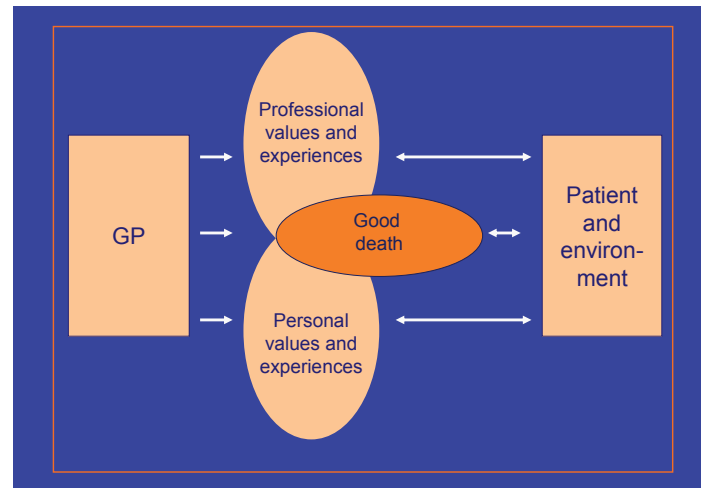 GP
Professional
values and
experiences
Good
death
Personal
values and
experiences
Patient
and
environ-
ment